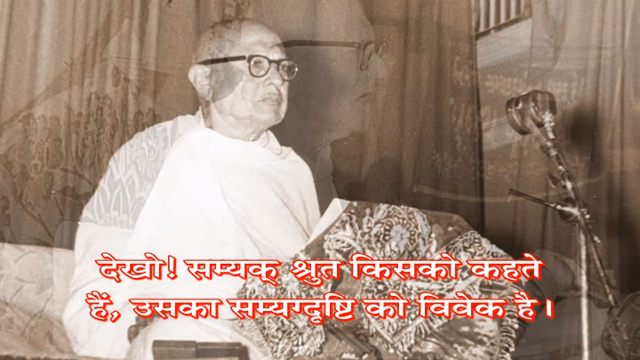 देखो! सम्यक् श्रुत किसको कहते
हैं, उसका सम्यग्दृष्टि को विवेक है।